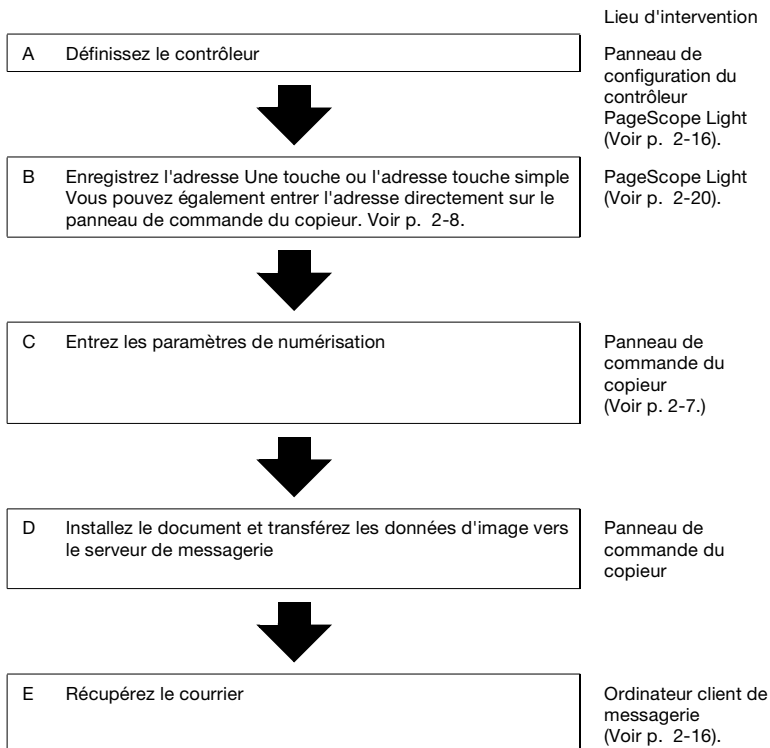 Lieu d'intervention
A Définissez le contrôleur
Panneau de
configuration du
contrôleur
PageScope Light
(Voir p. 2-16).
B Enregistrez l'adresse Une touche ou l'adresse touche simple
Vous pouvez également entrer l'adresse directement sur le
panneau de commande du copieur. Voir p. 2-8.
PageScope Light
(Voir p. 2-20).
C Entrez les paramètres de numérisation
Panneau de
commande du
copieur
(Voir p. 2-7.)
D Installez le document et transférez les données d'image vers
le serveur de messagerie
Panneau de
commande du
copieur
E Récupérez le courrier
Ordinateur client de
messagerie
(Voir p. 2-16).